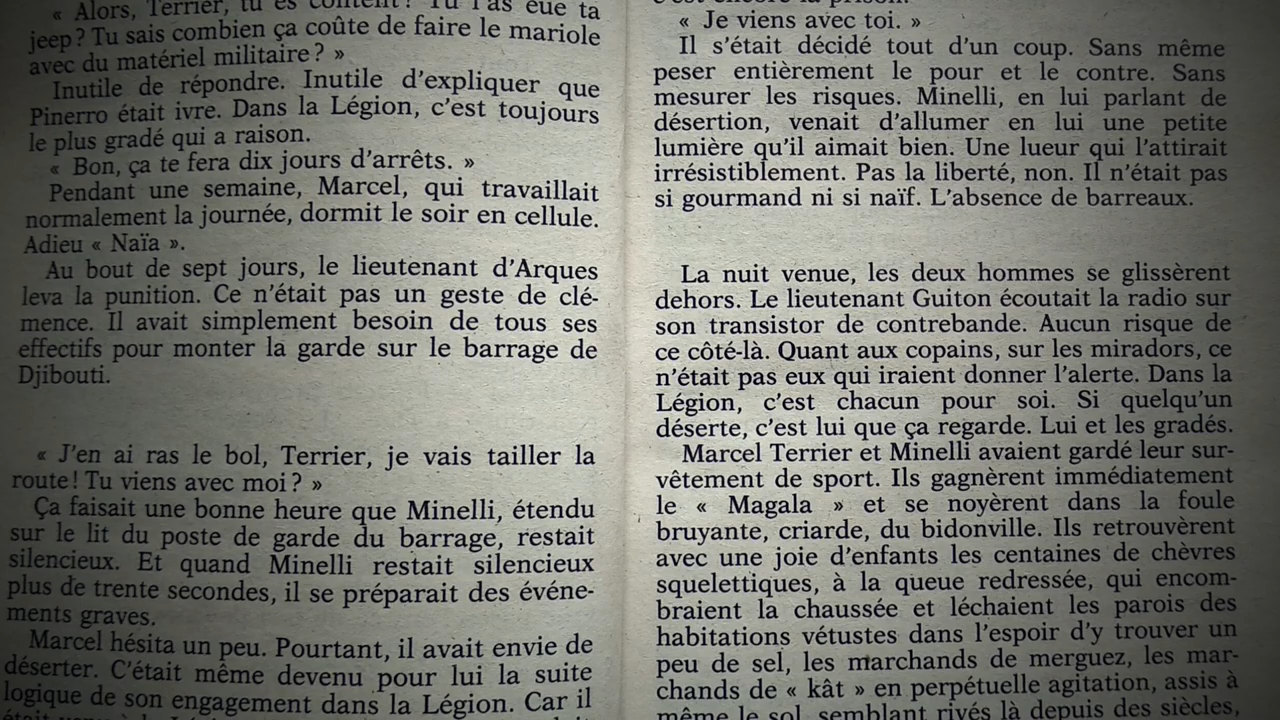 « Alors, Terrier, tu es content? Tu l'as eue ta
jeep? Tu sais combien ça coûte de faire le mariole
avec du matériel militaire? »
Inutile de répondre. Inutile d'expliquer que
Pinerro était ivre. Dans la Légion, c'est toujours
le plus gradé qui a raison.
« Bon, ça te fera dix jours d'arrêts. »
Pendant une semaine, Marcel, qui travaillait
normalement la journée, dormit le soir en cellule.
Adieu « Naïa ».
Au bout de sept jours, le lieutenant d'Arques
leva la punition. Ce n'était pas un geste de clé-
mence. Il avait simplement besoin de tous ses
effectifs pour monter la garde sur le barrage de
Djibouti.
« J'en ai ras le bol, Terrier, je vais tailler la
route! Tu viens avec moi? »
Ça faisait une bonne heure que Minelli, étendu
sur le lit du poste de garde du barrage, restait
silencieux. Et quand Minelli restait silencieux
plus de trente secondes, il se préparait des événe-
ments graves.
Marcel hésita un peu. Pourtant, il avait envie de
déserter. C'était même devenu pour lui la suite
logique de son engagement dans la Légion. Car il
c'est encore la prison.
« Je viens avec toi. »
Il s'était décidé tout d'un coup. Sans même
peser entièrement le pour et le contre. Sans
mesurer les risques. Minelli, en lui parlant de
désertion, venait d'allumer en lui une petite
lumière qu'il aimait bien. Une lueur qui l'attirait
irrésistiblement. Pas la liberté, non. Il n'était pas
si gourmand ni si naïf. L'absence de barreaux.
La nuit venue, les deux hommes se glissèrent
dehors. Le lieutenant Guiton écoutait la radio sur
son transistor de contrebande. Aucun risque de
ce côté-là. Quant aux copains, sur les miradors, ce
n'était pas eux qui iraient donner l'alerte. Dans la
Légion, c'est chacun pour soi. Si quelqu'un
déserte, c'est lui que ça regarde. Lui et les gradés.
Marcel Terrier et Minelli avaient gardé leur sur-
vêtement de sport. Ils gagnèrent immédiatement
le « Magala » et se noyèrent dans la foule
bruyante, criarde, du bidonville. Ils retrouvèrent
avec une joie d'enfants les centaines de chèvres
squelettiques, à la queue redressée, qui encom-
braient la chaussée et léchaient les parois des
habitations vétustes dans l'espoir d'y trouver un
peu de sel, les marchands de merguez, les mar-
chands de « kât » en perpétuelle agitation, assis à
même le sol, semblant rivés là depuis des siècles,